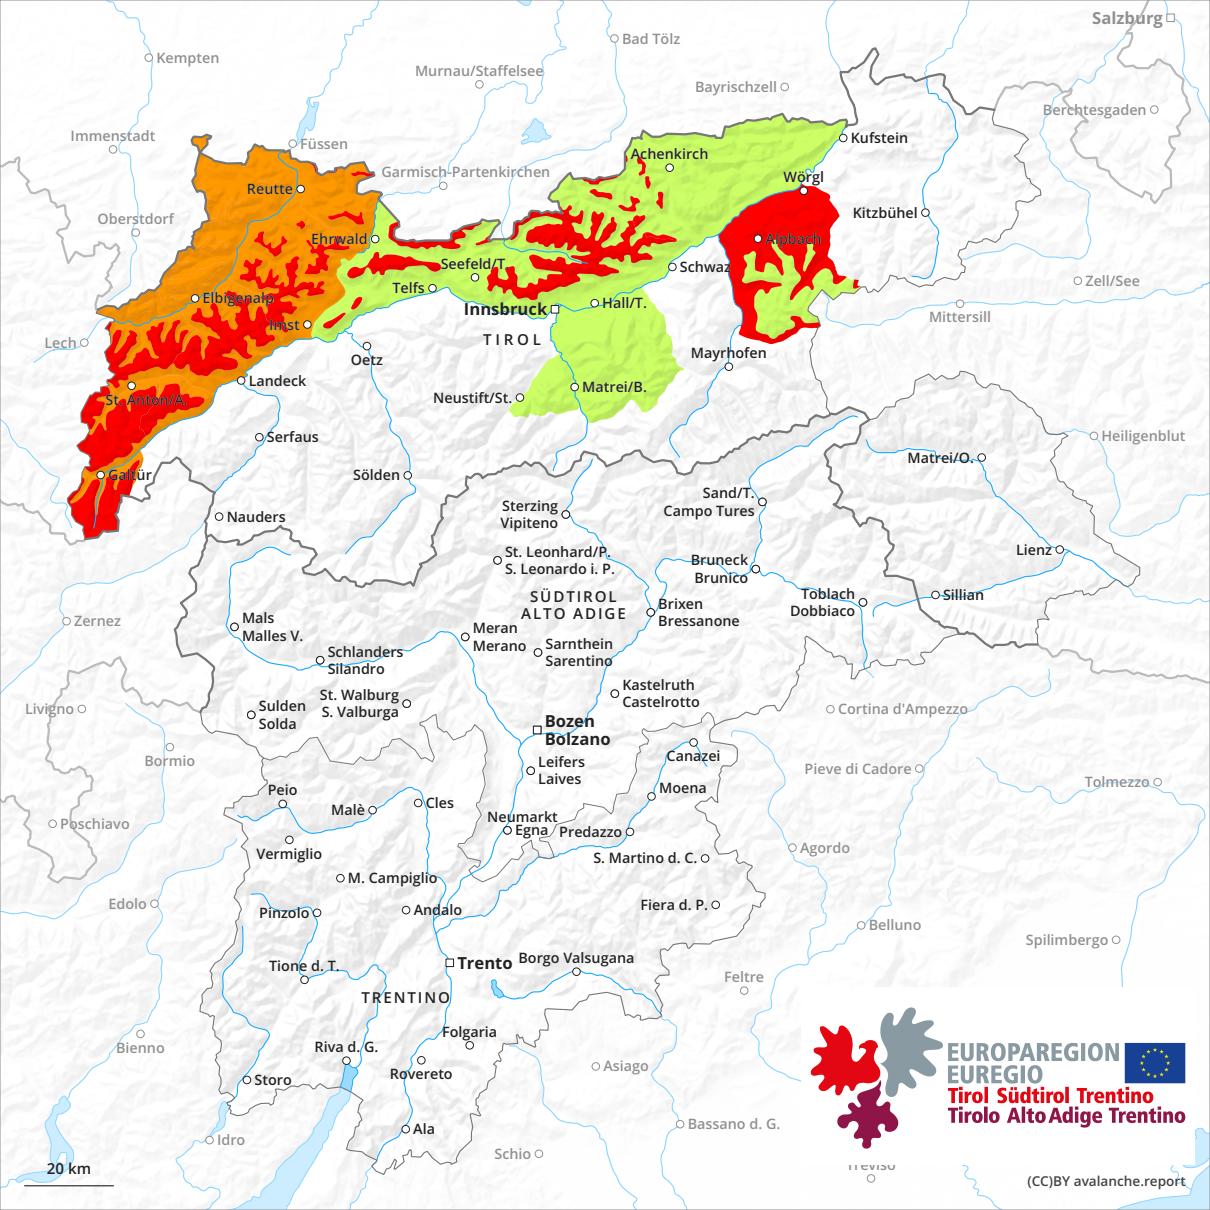 Salzburg
Bad Tölz
Kempten
Murnau/Staffelsee
Bayrischzell
Berchtesgaden
Immenstadt
Füssen
Kufstein
Achenkirch
Garmisch-Partenkirchen
Wörgl
Reutte
Kitzbühel
Oberstdorf
Ehrwald
Alpbach
Seefeld/T.
Schwaz
Zell/See
Telfs
Elbigenalp
Hall/T.
Innsbruck
Mittersill
Imst
TIROL
Lech
Oetz
Mayrhofen
Landeck
Matrei/B.
St. Anton/A.
Neustift/St.
Serfaus
Heiligenblut
Matrei/O.
Galtür
Sölden
Sand/T.
Campo Tures
Sterzing
Vipiteno
Nauders
Lienz
St. Leonhard/P.
S. Leonardo i. P.
Bruneck
Brunico
SÜDTIROL
ALTO ADIGE
Toblach
Dobbiaco
Sillian
Brixen
Bressanone
Zernez
Mals
Malles V.
Meran
Merano
Sarnthein
Sarentino
Schlanders
Silandro
Kastelruth
Castelrotto
St. Walburg
S. Valburga
Livigno
Sulden
Solda
Cortina d'Ampezzo
Bozen
Bolzano
Bormio
Canazei
Leifers
Laives
Pieve di Cadore
Tolmezzo
Peio
Moena
Malè
Cles
Neumarkt
Egna
Predazzo
Poschiavo
Vermiglio
S. Martino d. C.
Agordo
M. Campiglio
Edolo
Pinzolo
Andalo
Fiera d. P.
Belluno
Spilimbergo
Trento
Borgo Valsugana
Tione d. T.
Feltre
TRENTINO
Folgaria
Bienno
Riva d. G.
Rovereto
Asiago
Storo
EUROPAREGION
EUREGIO
Tirol Südtirol Trentino
Tirolo Alto Adige Trentino
Ala
Bassano d. G.
Idro
Schio
Treviso
20 km
(CC)BY avalanche.report